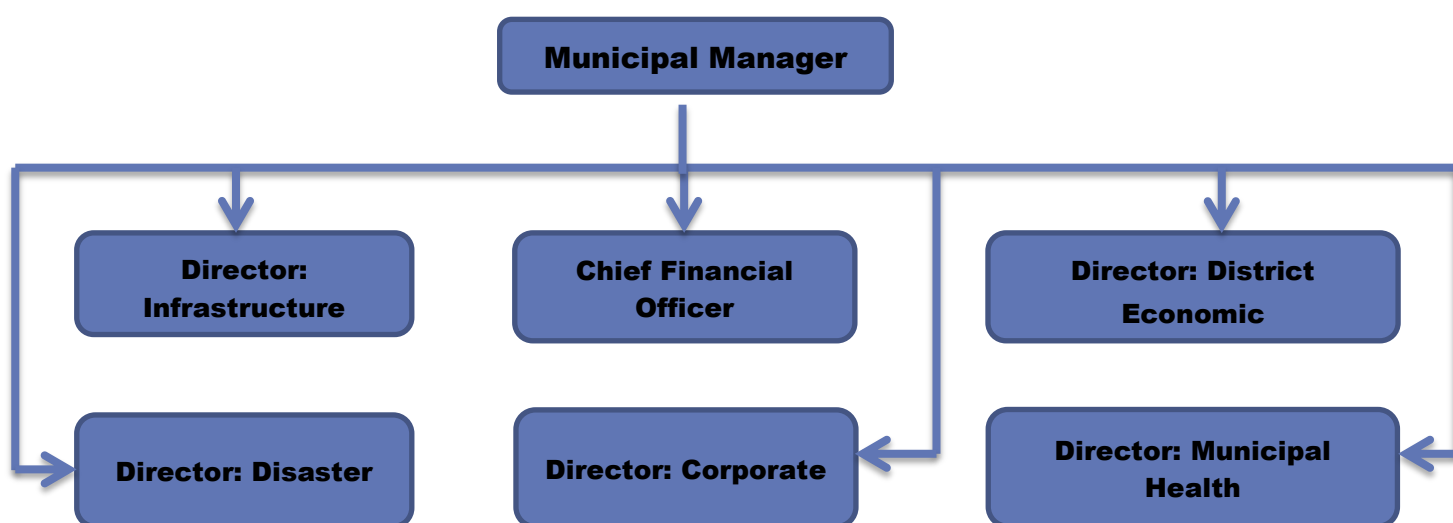 Municipal Manager
Director:
Infrastructure
Chief Financial
Officer
Director: District
Economic
Director: Disaster
Director: Corporate
Director: Municipal
Health